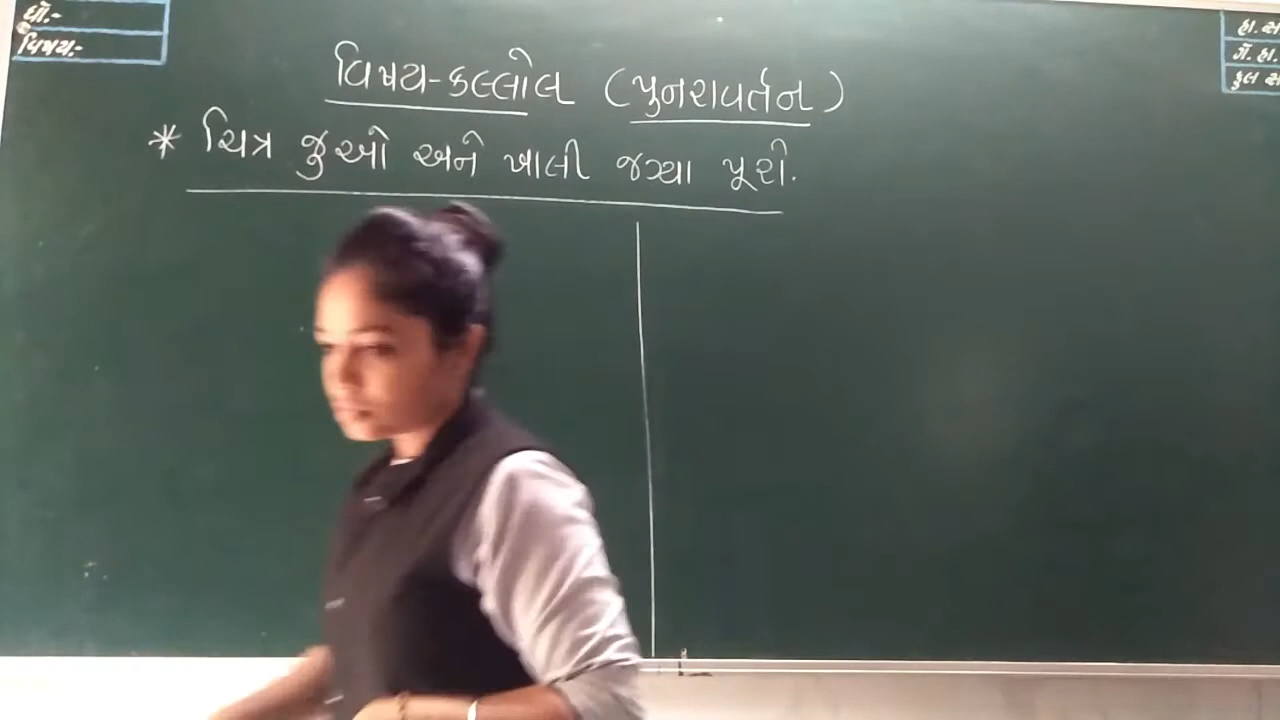 ધો.-
વિષય:-
હા. સં
ગે. હા.
કુલ સં
વિષય-કલ્લોલ (પુનરાવર્તન)
* ચિત્ર જુઓ અને ખાલી જગ્યા પૂરો.